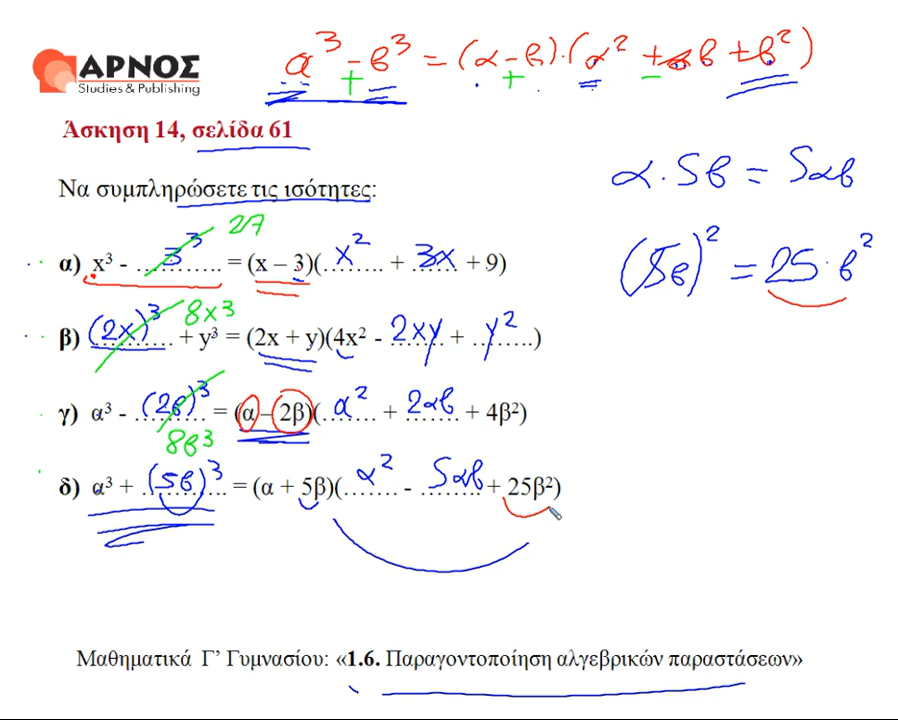 α³ - β³ = (α - β)·(α² + αβ + β²)
+ + -
ΑΡΝΟΣ
Studies & Publishing
Άσκηση 14, σελίδα 61
α · 5β = 5αβ
Να συμπληρώσετε τις ισότητες:
27
(5β)² = 25·β²
α) x³ - ...3³... = (x – 3)(...x²... + 3x + 9)
8x³
β) (2x)³ + y³ = (2x + y)(4x² - 2xy + y²)
γ) α³ - (2β)³ = (α – 2β)(α² + 2αβ + 4β²)
8β³
δ) α³ + (5β)³ = (α + 5β)(α² - 5αβ + 25β²)
Μαθηματικά Γ' Γυμνασίου: «1.6. Παραγοντοποίηση αλγεβρικών παραστάσεων»